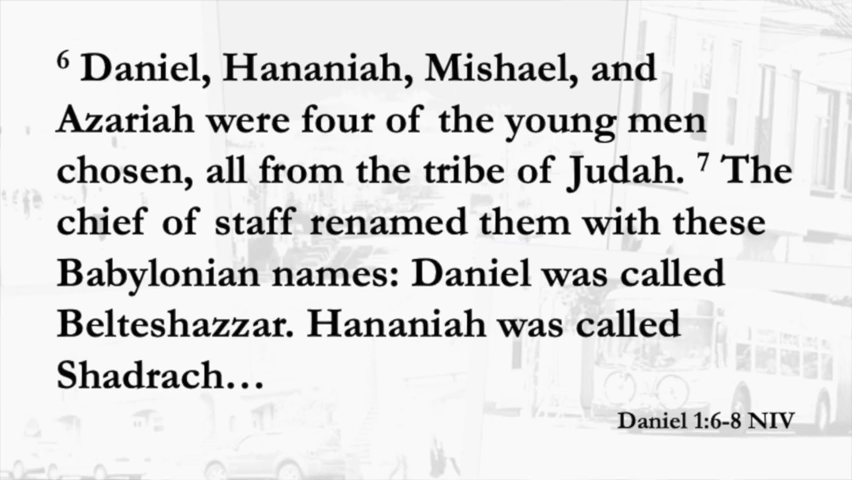 6 Daniel, Hananiah, Mishael, and
Azariah were four of the young men
chosen, all from the tribe of Judah. 7 The
chief of staff renamed them with these
Babylonian names: Daniel was called
Belteshazzar. Hananiah was called
Shadrach…
Daniel 1:6-8 NIV